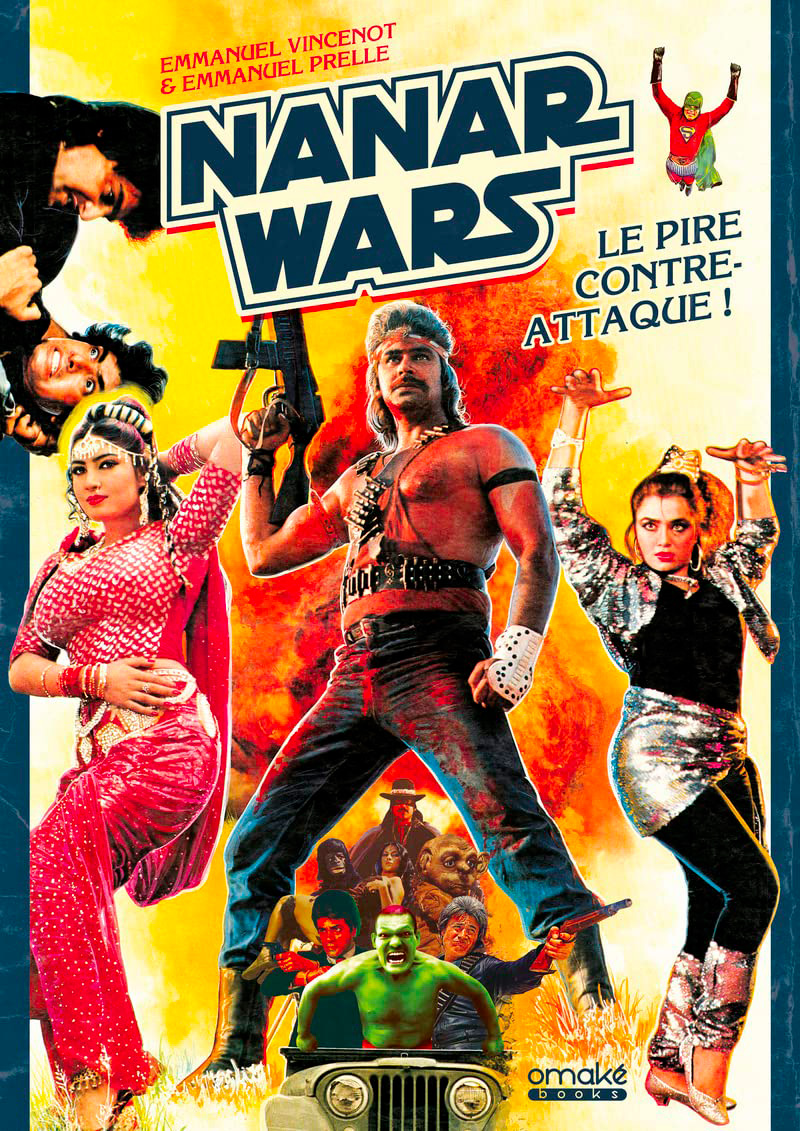 EMMANUEL VINCENOT
& EMMANUEL PRELLE
NANAR
WARS
LE PIRE
CONTRE-
ATTAQUE !
omaké
books